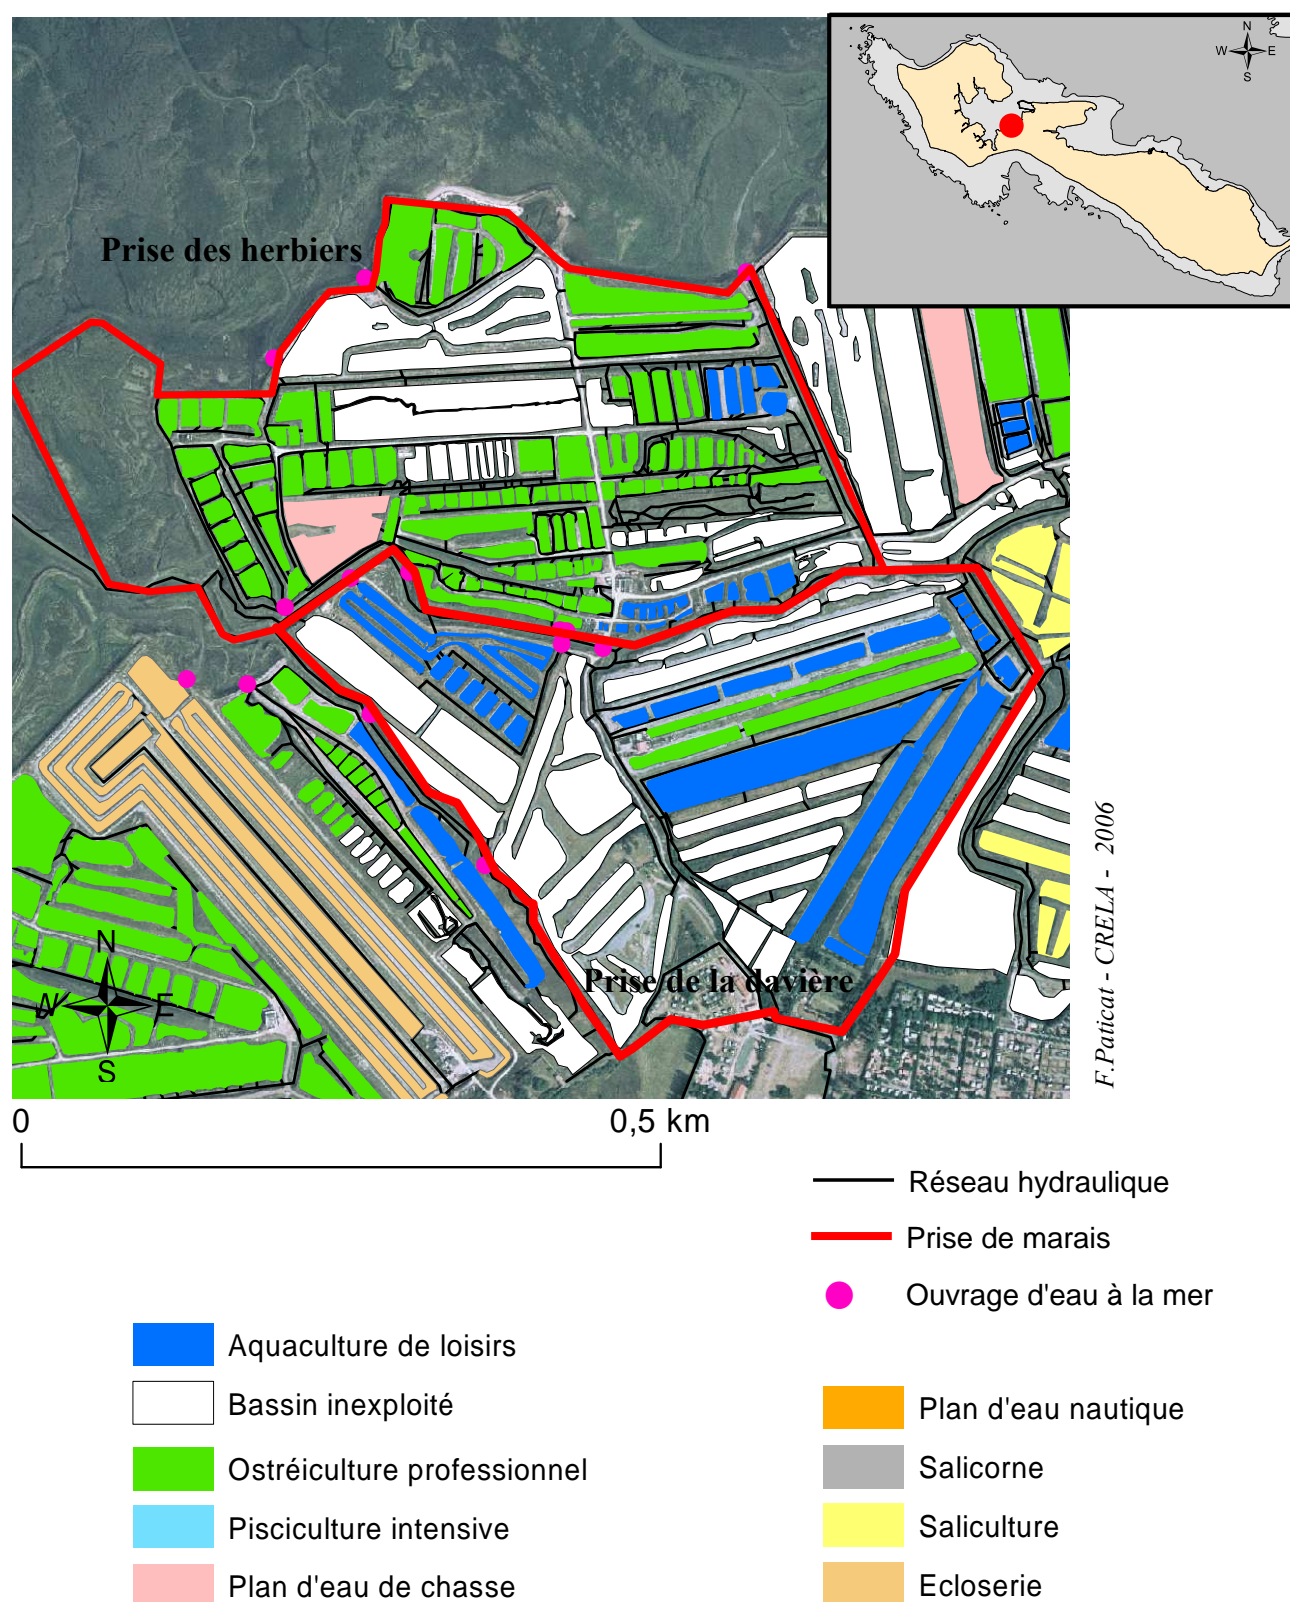 N
W E
S
Prise des herbiers
Prise de la davière
N
W E
S
F.Paticat - CRELA - 2006
0 0,5 km
Réseau hydraulique
Prise de marais
Ouvrage d'eau à la mer
Aquaculture de loisirs
Bassin inexploité
Plan d'eau nautique
Ostréiculture professionnel
Salicorne
Pisciculture intensive
Saliculture
Plan d'eau de chasse
Ecloserie